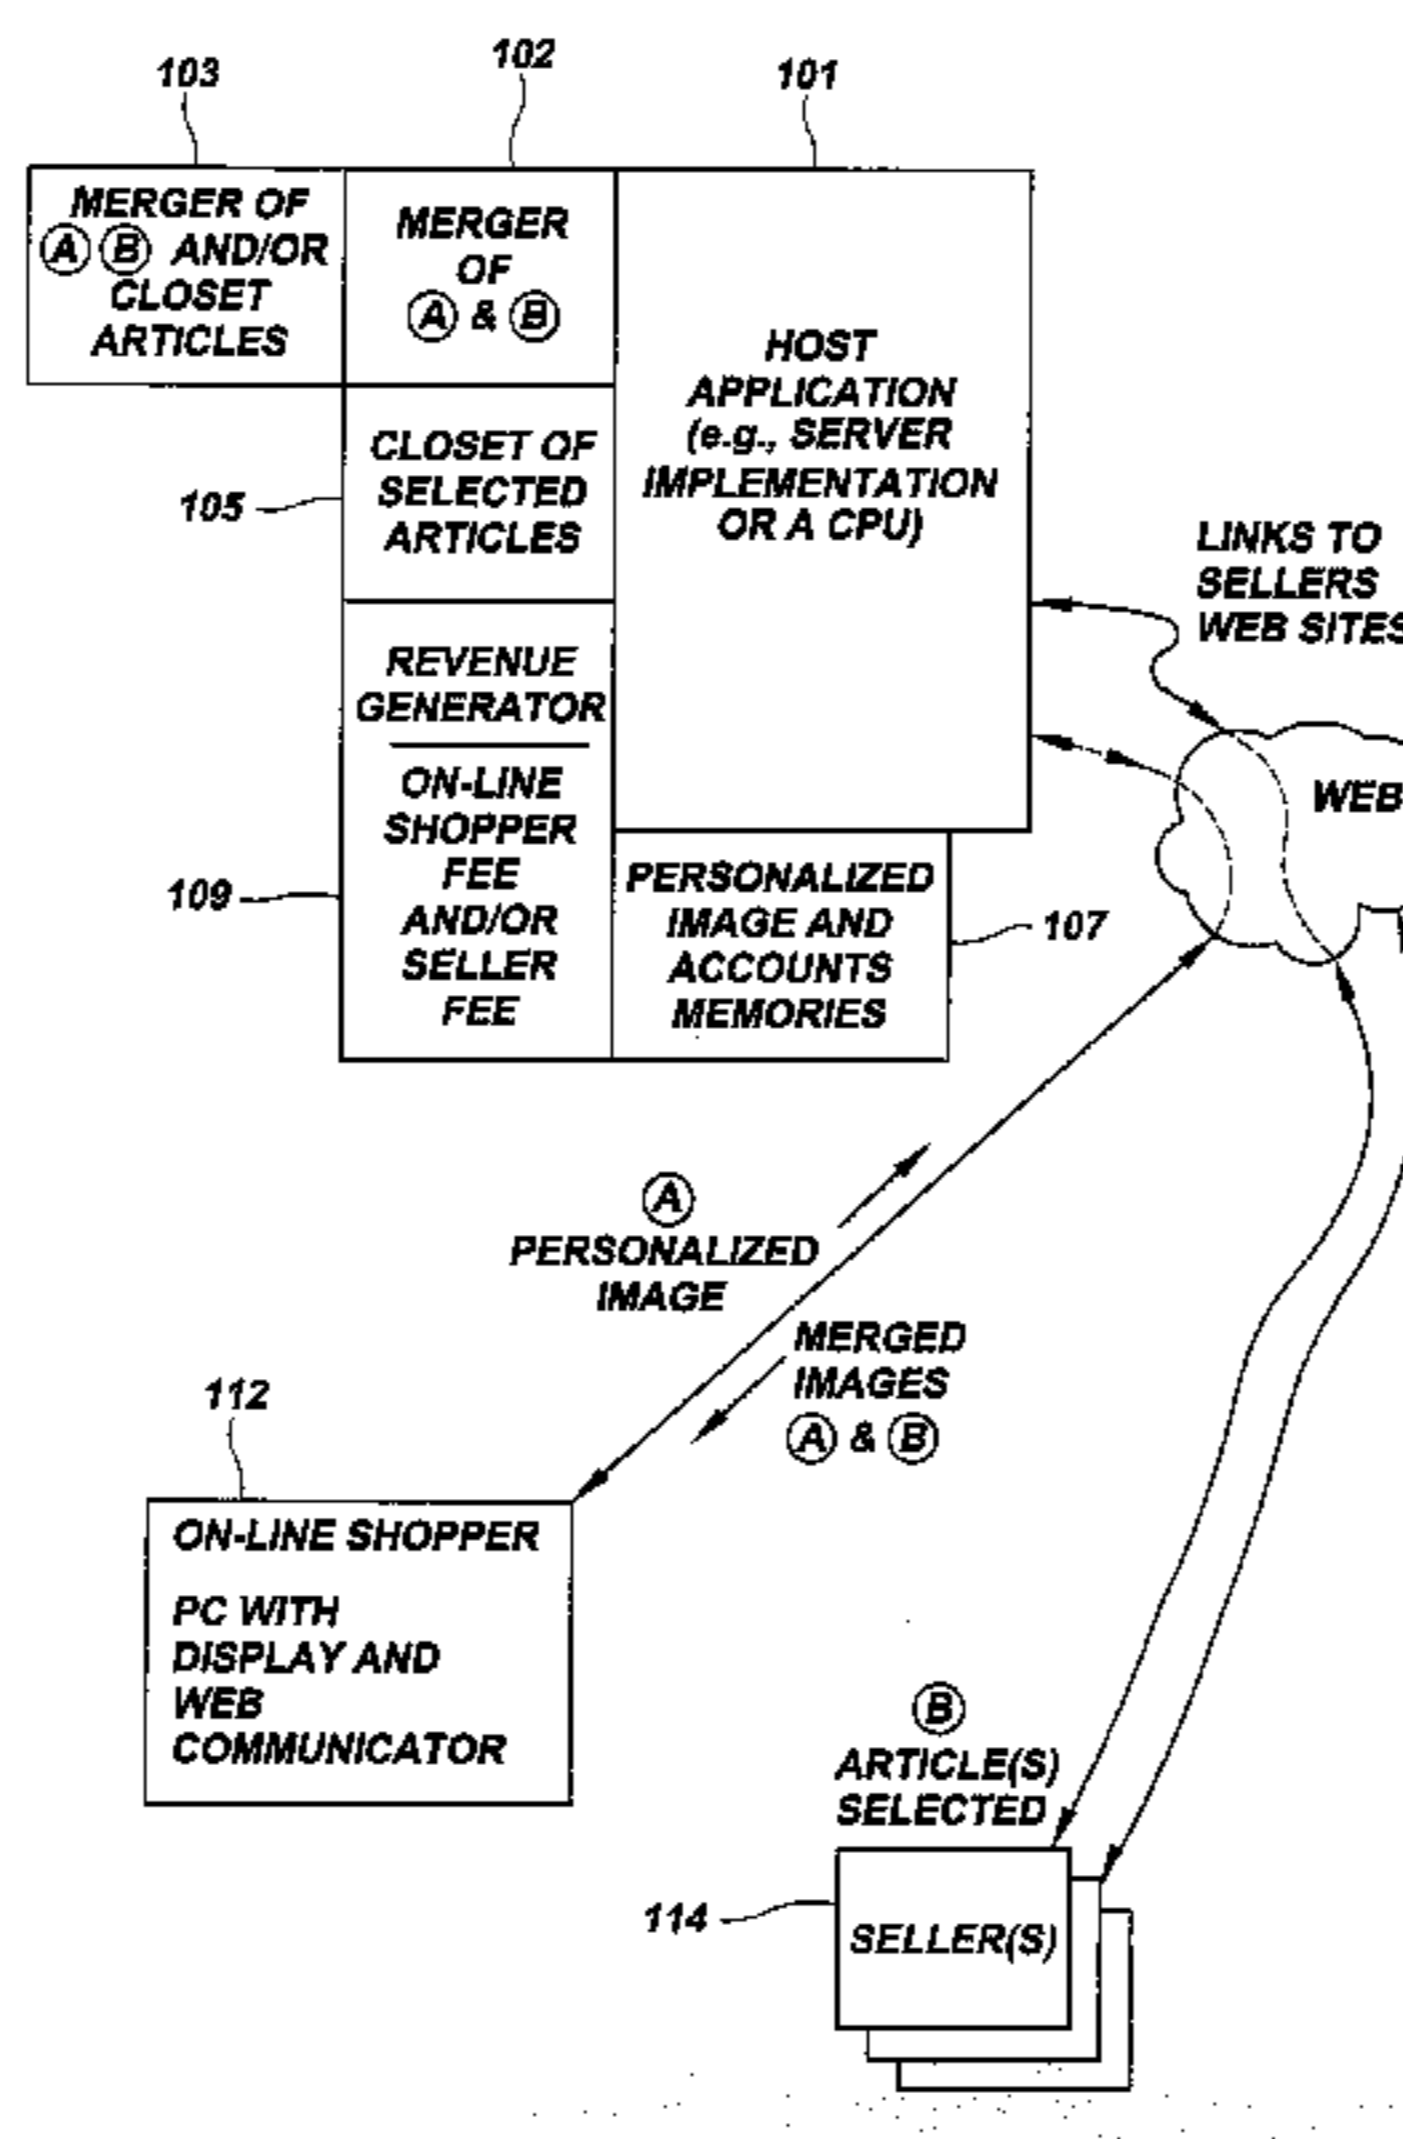 103
102
101
MERGER OF
A B AND/OR
CLOSET
ARTICLES
MERGER
OF
A & B
HOST
APPLICATION
(e.g., SERVER
IMPLEMENTATION
OR A CPU)
105
CLOSET OF
SELECTED
ARTICLES
LINKS TO
SELLERS
WEB SITES
REVENUE
GENERATOR
ON-LINE
SHOPPER
FEE
AND/OR
SELLER
FEE
109
PERSONALIZED
IMAGE AND
ACCOUNTS
MEMORIES
107
WEB
A
PERSONALIZED
IMAGE
MERGED
IMAGES
A & B
112
ON-LINE SHOPPER
PC WITH
DISPLAY AND
WEB
COMMUNICATOR
B
ARTICLE(S)
SELECTED
114
SELLER(S)